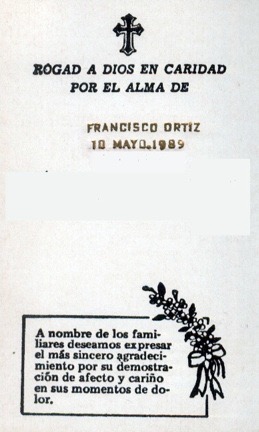 ROGAD A DIOS EN CARIDAD
POR EL ALMA DE
FRANCISCO ORTIZ
10 MAYO.1989
A nombre de los fami-
liares deseamos expresar
el más sincero agradeci-
miento por su demostra-
ción de afecto y cariño
en sus momentos de do-
lor.